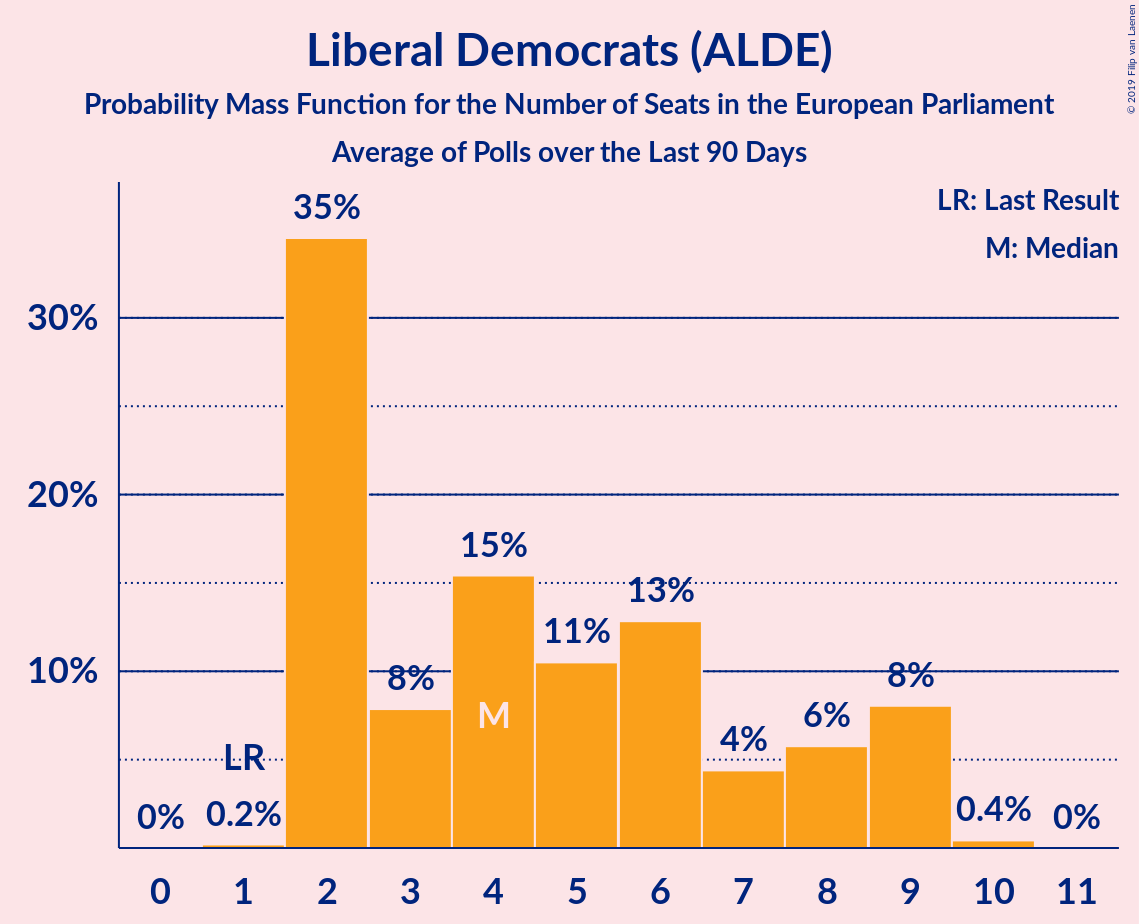 Liberal Democrats (ALDE)
Probability Mass Function for the Number of Seats in the European Parliament
Average of Polls over the Last 90 Days
© 2019 Filip van Laenen
LR: Last Result
M: Median
35%
30%
20%
15%
13%
11%
10%
8%
8%
M
6%
4%
LR
0%
0.2%
0.4%
0%
0 1 2 3 4 5 6 7 8 9 10 11